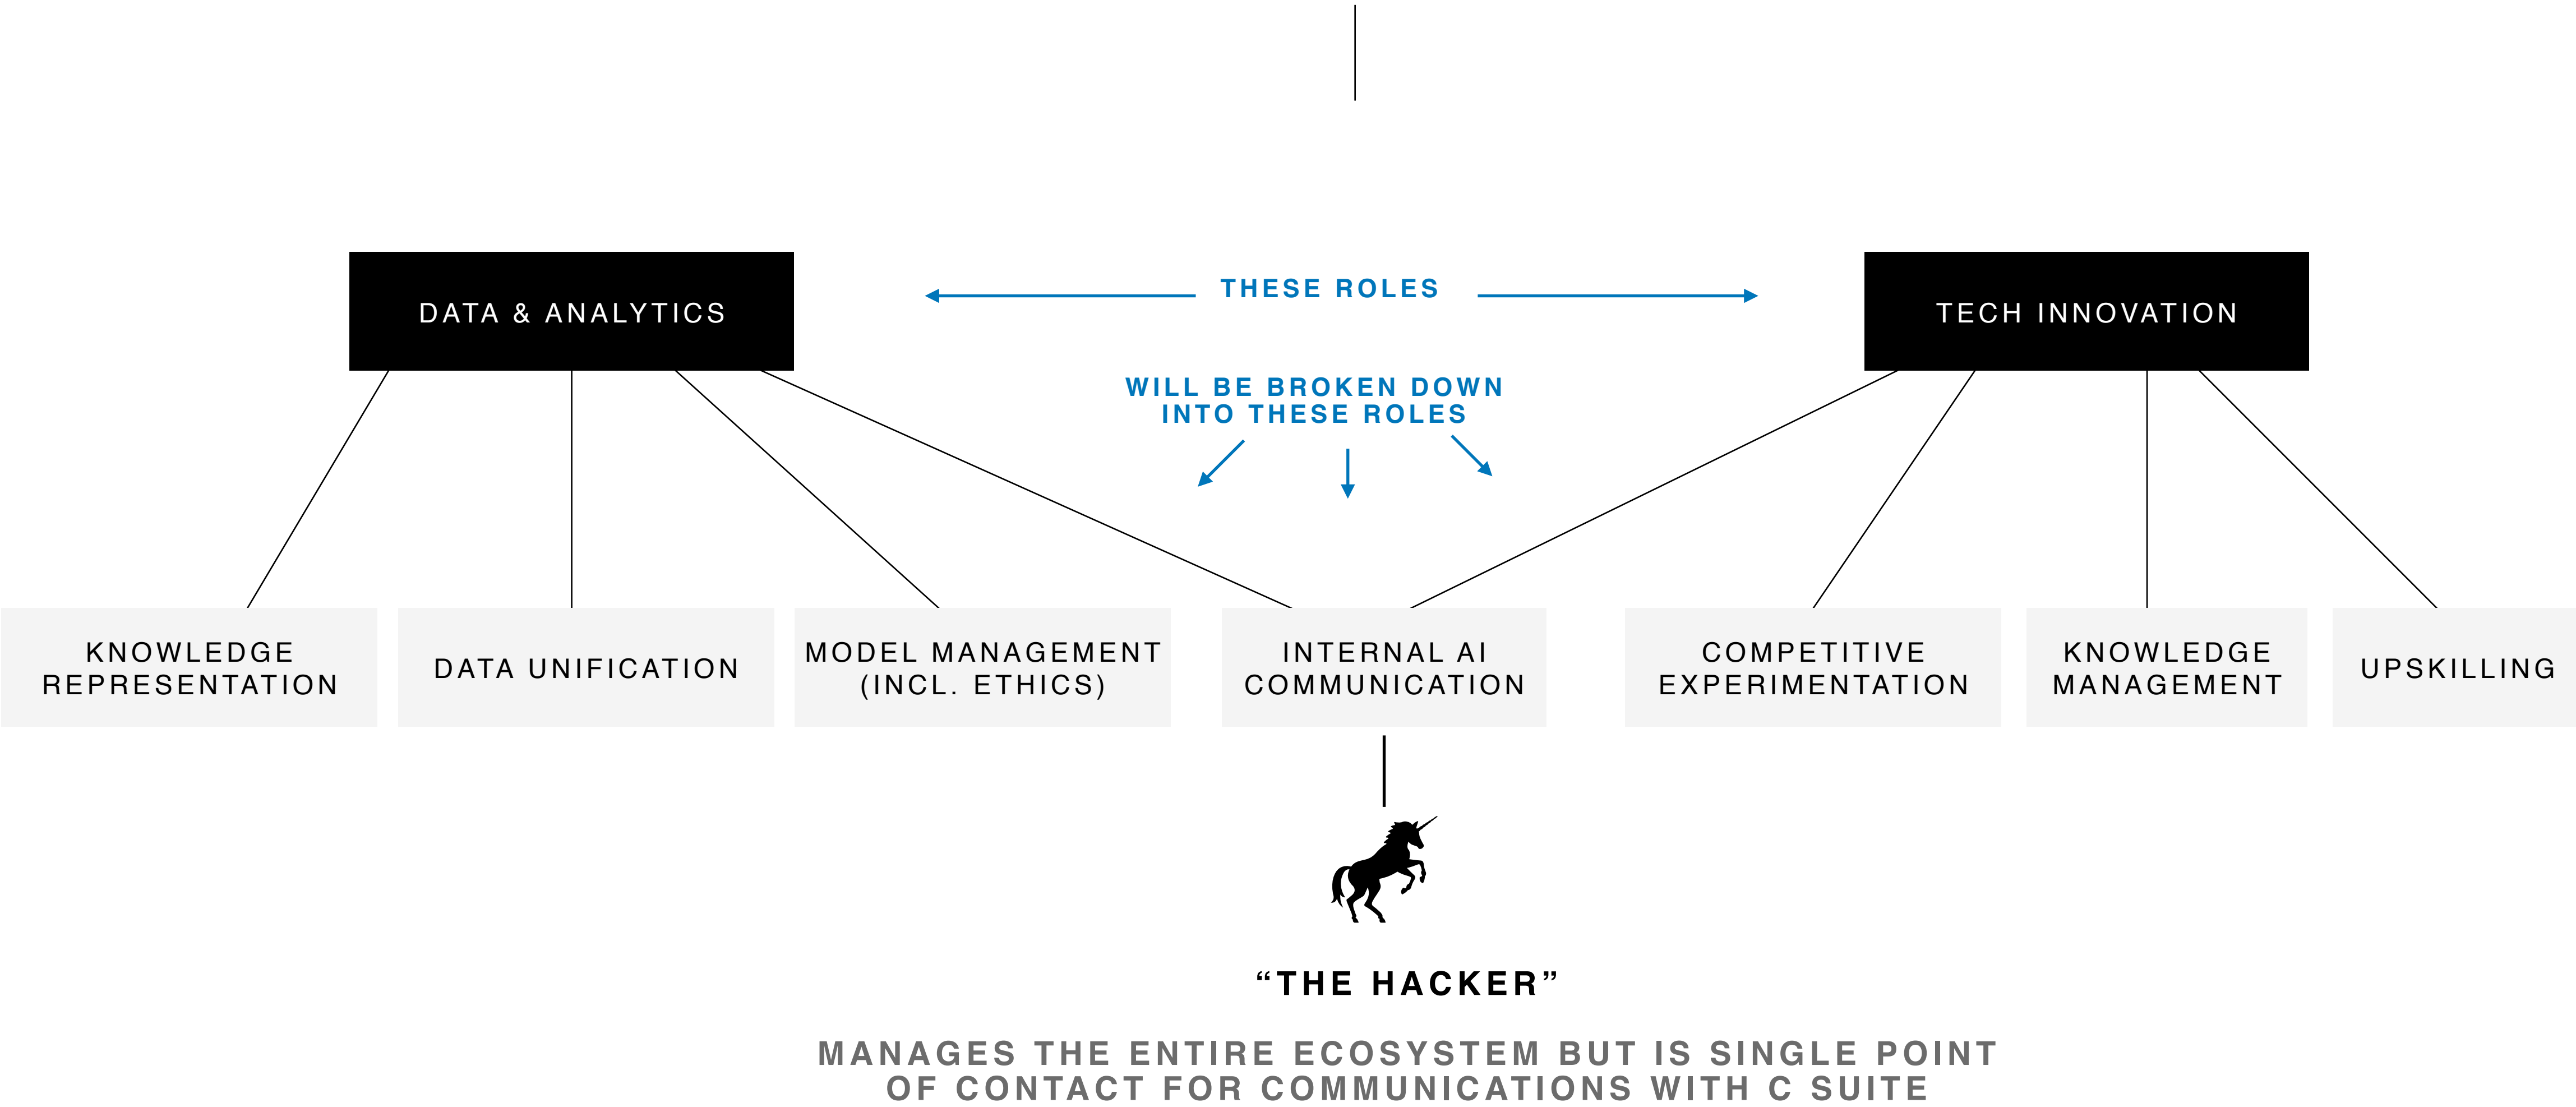 DATA & ANALYTICS
THESE ROLES
TECH INNOVATION
WILL BE BROKEN DOWN
INTO THESE ROLES
KNOWLEDGE
REPRESENTATION
DATA UNIFICATION
MODEL MANAGEMENT
(INCL. ETHICS)
INTERNAL AI
COMMUNICATION
COMPETITIVE
EXPERIMENTATION
KNOWLEDGE
MANAGEMENT
UPSKILLING
“THE HACKER”
MANAGES THE ENTIRE ECOSYSTEM BUT IS SINGLE POINT
OF CONTACT FOR COMMUNICATIONS WITH C SUITE